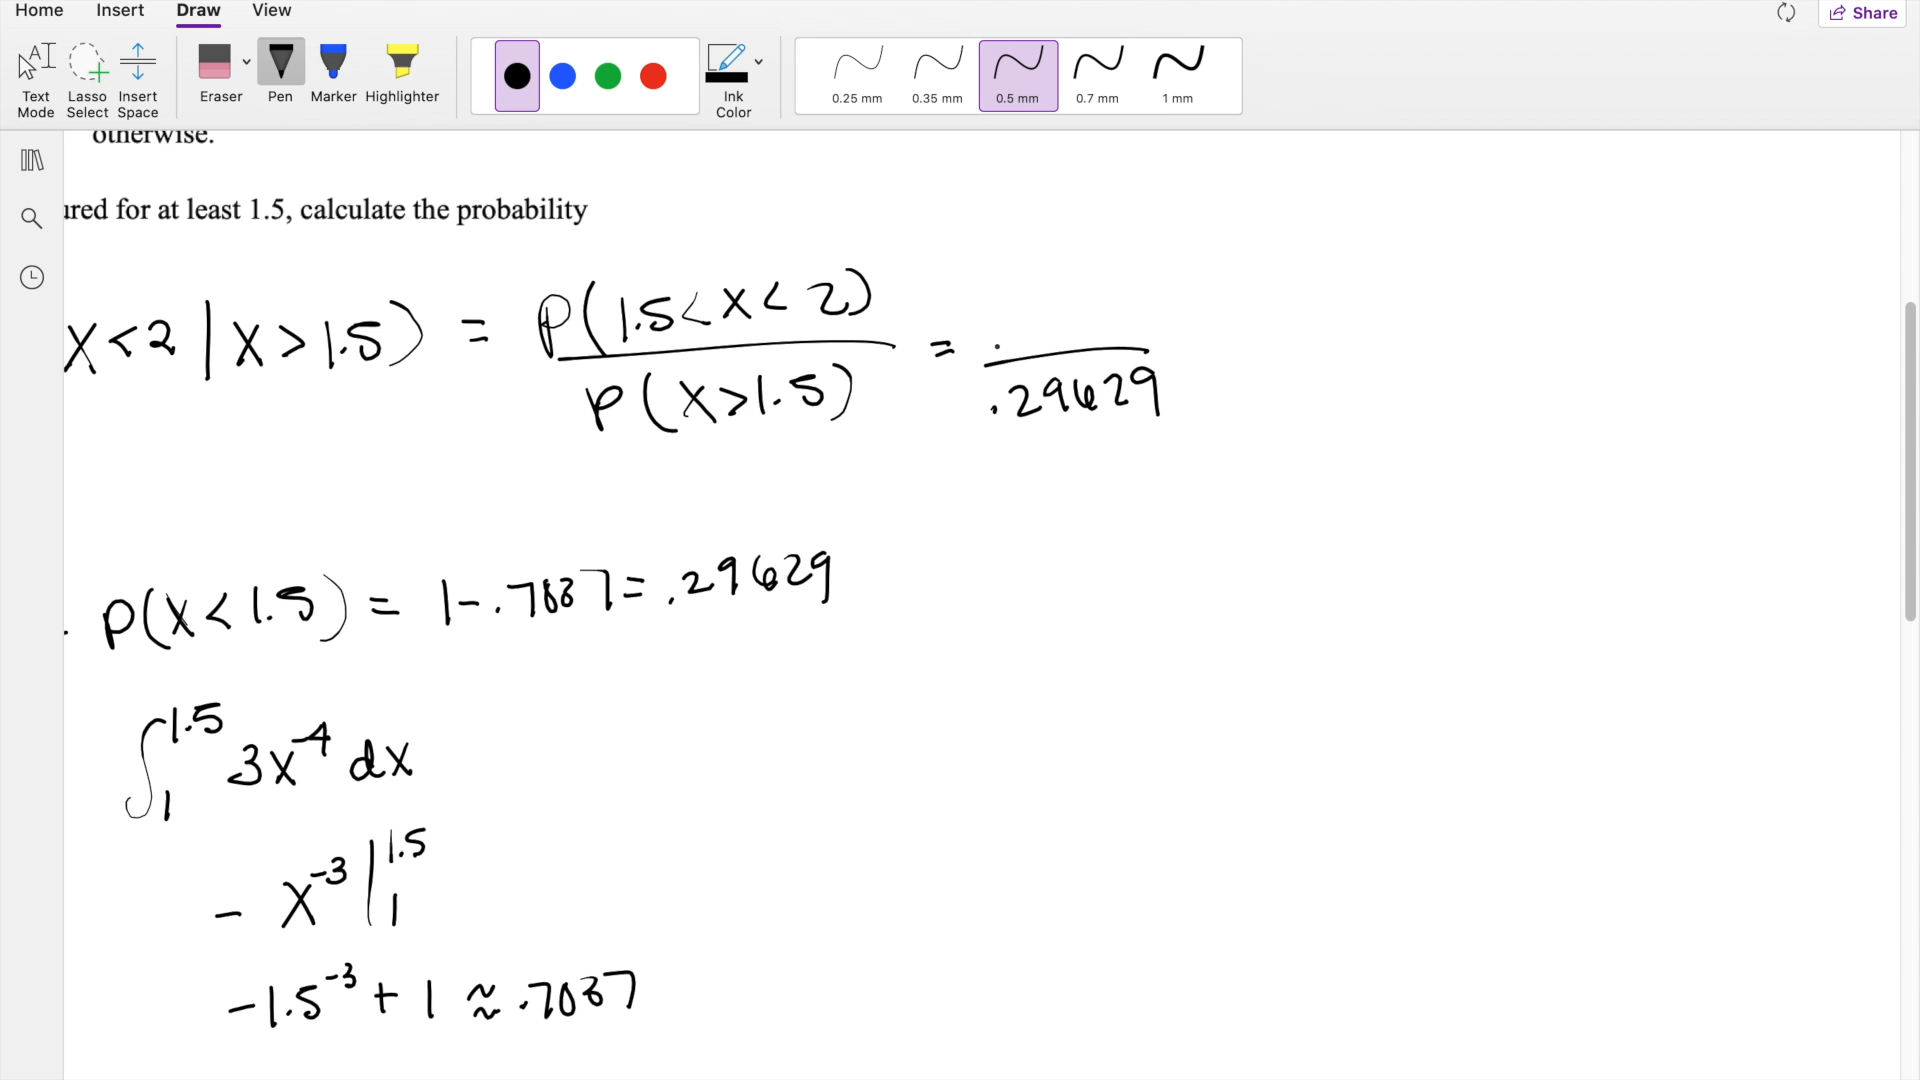 Home Insert Draw View Share
Text Mode Lasso Select Insert Space Eraser Pen Marker Highlighter Ink Color 0.25 mm 0.35 mm 0.5 mm 0.7 mm 1 mm
otherwise.
ured for at least 1.5, calculate the probability
X<2 | X>1.5) = P(1.5<X<2) / P(X>1.5) = . / .29629
. P(X<1.5) = 1-.7037 = .29629
∫₁^1.5 3x^-4 dx
- x^-3 |₁^1.5
-1.5^-3 + 1 ≈ .7037